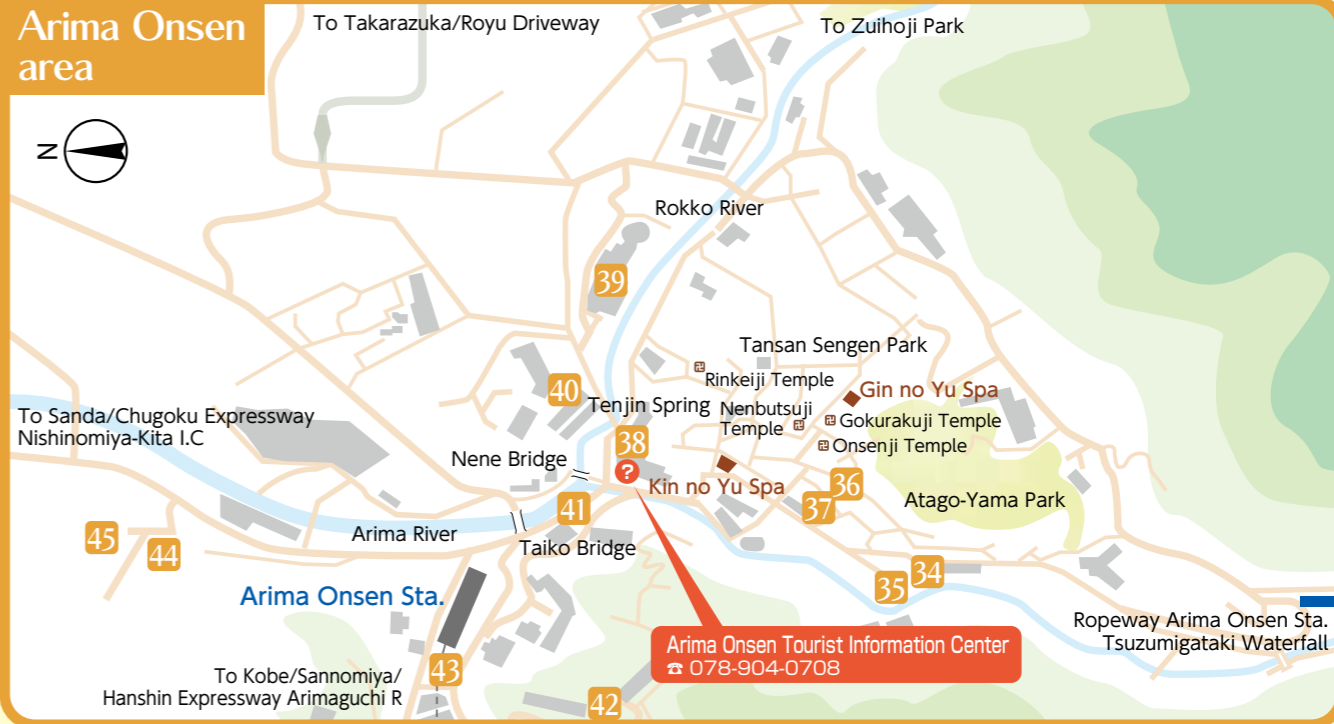 Arima Onsen
area
To Takarazuka/Royu Driveway
To Zuihoji Park
N
Rokko River
39
Tansan Sengen Park
Rinkeiji Temple
Gin no Yu Spa
40
Tenjin Spring
Nenbutsuji
Temple
Gokurakuji Temple
Onsenji Temple
To Sanda/Chugoku Expressway
Nishinomiya-Kita I.C
38
Nene Bridge
?
Kin no Yu Spa
36
37
Atago-Yama Park
41
Arima River
Taiko Bridge
45
44
34
35
Arima Onsen Sta.
Ropeway Arima Onsen Sta.
Tsuzumigataki Waterfall
Arima Onsen Tourist Information Center
☎ 078-904-0708
To Kobe/Sannomiya/
Hanshin Expressway Arimaguchi R
43
42